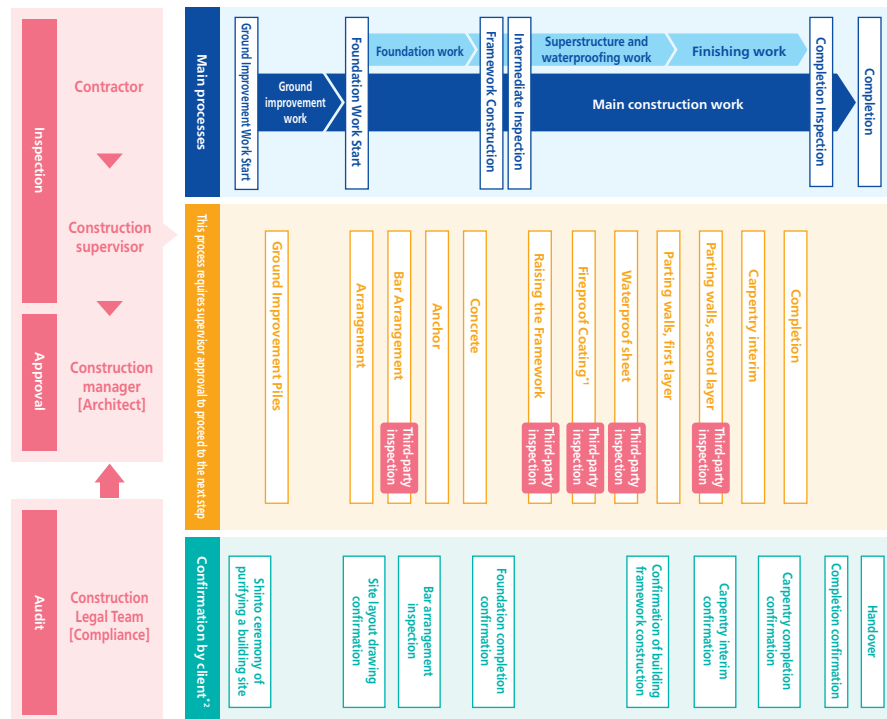 Inspection
Contractor
Construction
supervisor
Approval
Construction
manager
[Architect]
Audit
Construction
Legal Team
[Compliance]
Main processes
Ground Improvement Work Start
Ground
improvement
work
Foundation Work Start
Foundation work
Framework Construction
Intermediate Inspection
Superstructure and
waterproofing work
Finishing work
Main construction work
Completion Inspection
Completion
This process requires supervisor approval to proceed to the next step
Ground Improvement Piles
Arrangement
Bar Arrangement
Third-party
inspection
Anchor
Concrete
Raising the Framework
Third-party
inspection
Fireproof Coating*1
Third-party
inspection
Waterproof sheet
Third-party
inspection
Parting walls, first layer
Parting walls, second layer
Third-party
inspection
Carpentry interim
Completion
Confirmation by client*2
Shinto ceremony of
purifying a building site
Site layout drawing
confirmation
Bar arrangement
inspection
Foundation completion
confirmation
Confirmation of building
framework construction
Carpentry interim
confirmation
Carpentry completion
confirmation
Completion confirmation
Handover